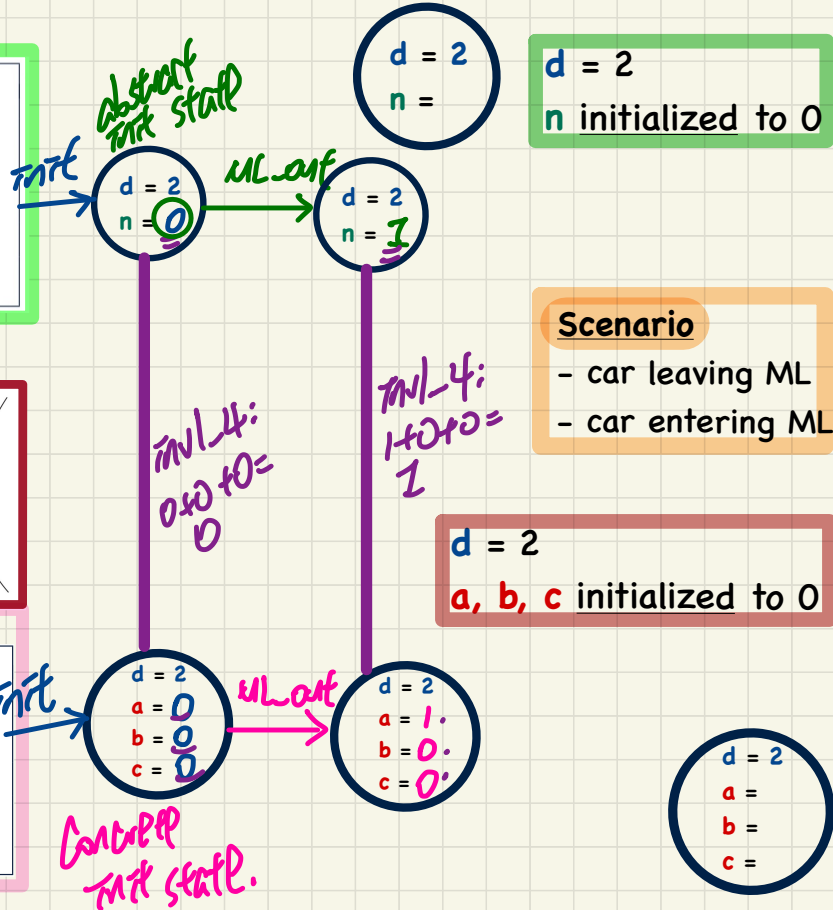 d = 2
n =
d = 2
n initialized to 0
abstract
init state
init
d = 2
n = 0
ML_out
d = 2
n = 1
Scenario
- car leaving ML
- car entering ML
inv1_4:
0+0+0=
0
inv1_4:
1+0+0=
1
d = 2
a, b, c initialized to 0
init
d = 2
a = 0
b = 0
c = 0
ML_out
d = 2
a = 1
b = 0
c = 0
d = 2
a =
b =
c =
Concrete
init state.